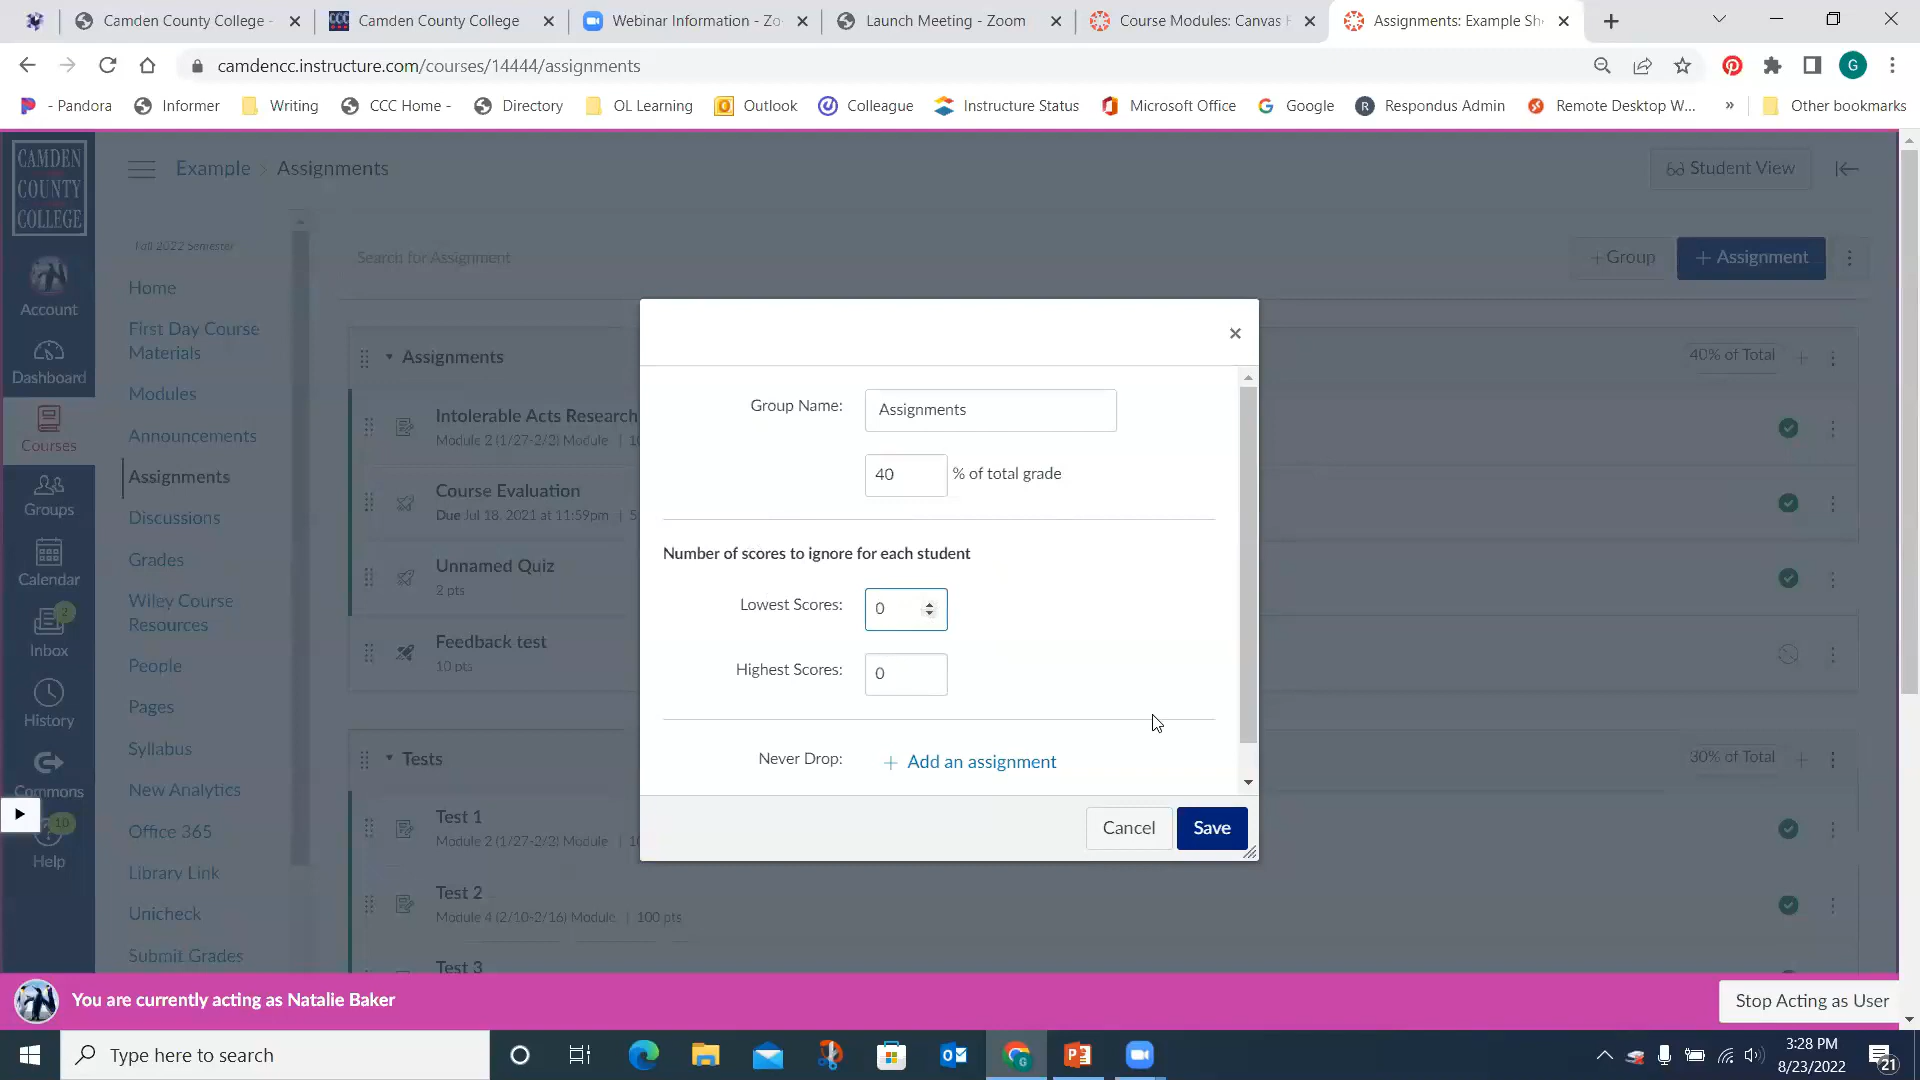 Camden County College -
Camden County College
Webinar Information - Zo
Launch Meeting - Zoom
Course Modules: Canvas F
Assignments: Example Sh
camdencc.instructure.com/courses/14444/assignments
G
- Pandora
Informer
Writing
CCC Home -
Directory
OL Learning
Outlook
Colleague
Instructure Status
Microsoft Office
Google
Respondus Admin
Remote Desktop W...
»
Other bookmarks
CAMDEN
COUNTY
COLLEGE
Example
Assignments
Student View
Fall 2022 Semester
Search for Assignment
+ Group
+ Assignment
Account
Dashboard
Courses
Groups
Calendar
2
Inbox
History
Commons
10
Help
Home
First Day Course
Materials
Modules
Announcements
Assignments
Discussions
Grades
Wiley Course
Resources
People
Pages
Syllabus
New Analytics
Office 365
Library Link
Unicheck
Submit Grades
Assignments
40% of Total
Intolerable Acts Research
Module 2 (1/27-2/2) Module | 10
Course Evaluation
Due Jul 18, 2021 at 11:59pm | 5
Unnamed Quiz
2 pts
Feedback test
10 pts
Tests
30% of Total
Test 1
Module 2 (1/27-2/2) Module | 10
Test 2
Module 4 (2/10-2/16) Module | 100 pts
Test 3
×
Group Name:
Assignments
40
% of total grade
Number of scores to ignore for each student
Lowest Scores:
0
Highest Scores:
0
Never Drop:
+ Add an assignment
Cancel
Save
You are currently acting as Natalie Baker
Stop Acting as User
Type here to search
3:28 PM
8/23/2022
21